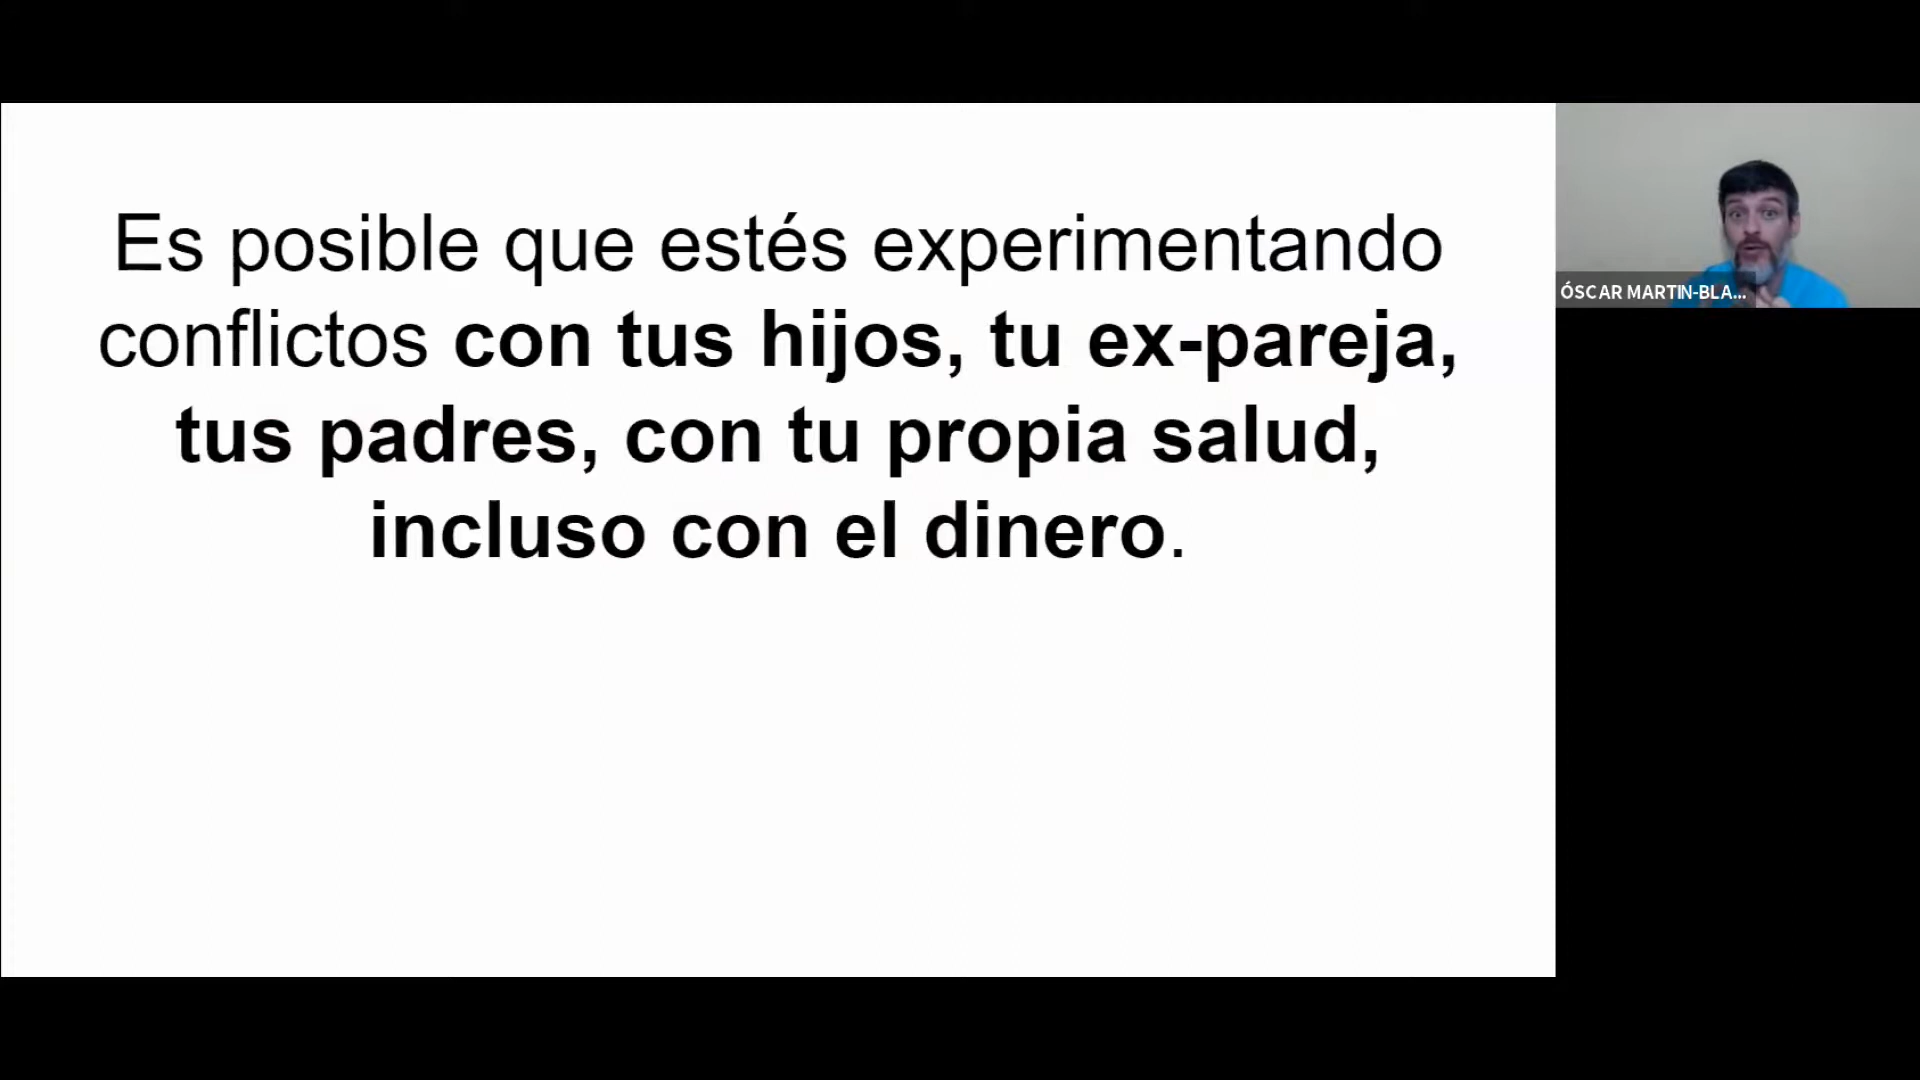 Es posible que estés experimentando
conflictos con tus hijos, tu ex-pareja,
tus padres, con tu propia salud,
incluso con el dinero.
ÓSCAR MARTIN-BLA...